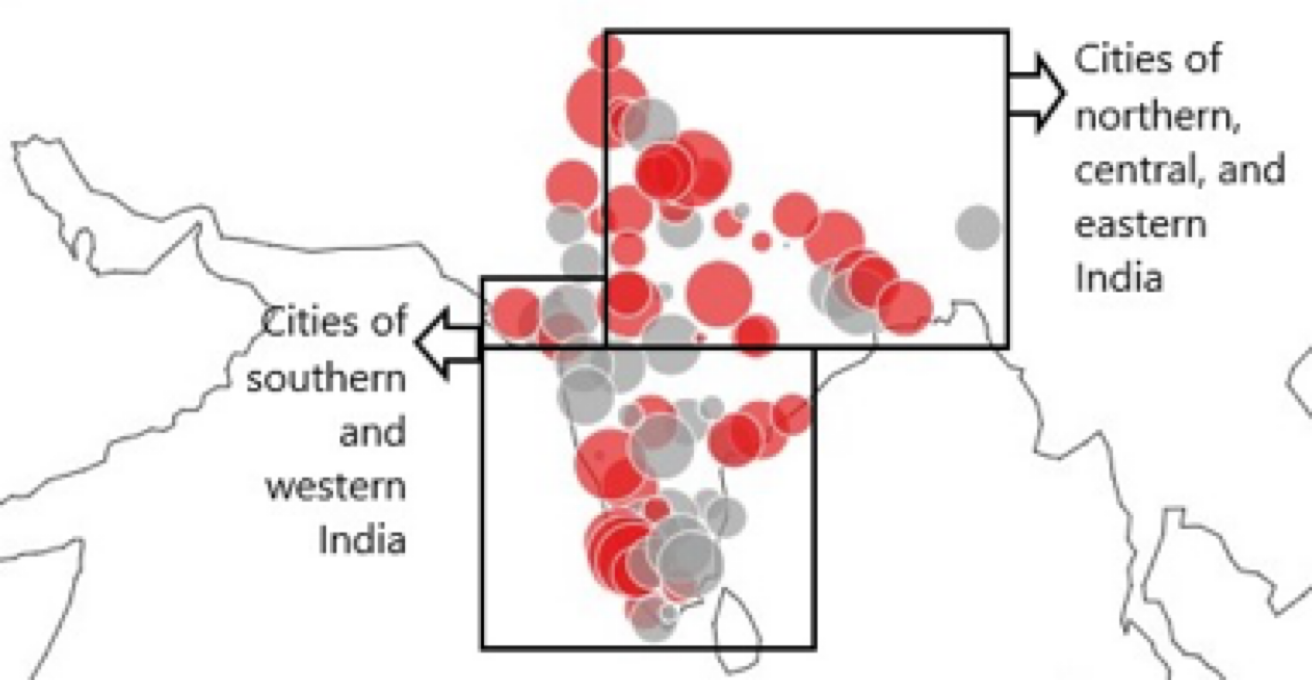 Cities of
northern,
central, and
eastern
India
Cities of
southern
and
western
India